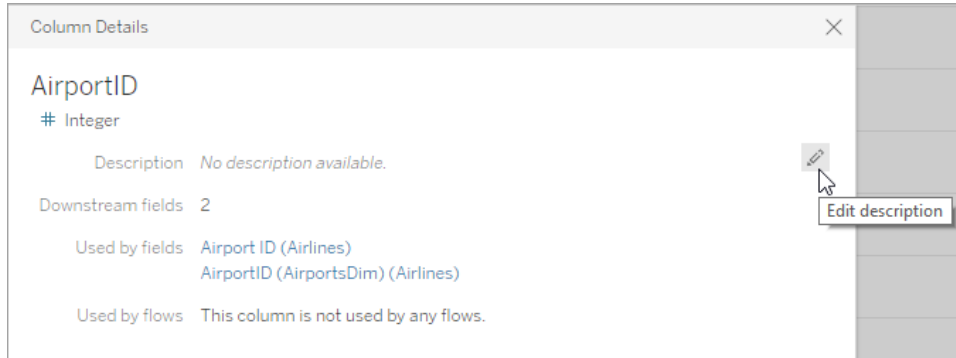 Column Details
AirportID
# Integer
Description No description available.
Edit description
Downstream fields 2
Used by fields Airport ID (Airlines)
AirportID (AirportsDim) (Airlines)
Used by flows This column is not used by any flows.